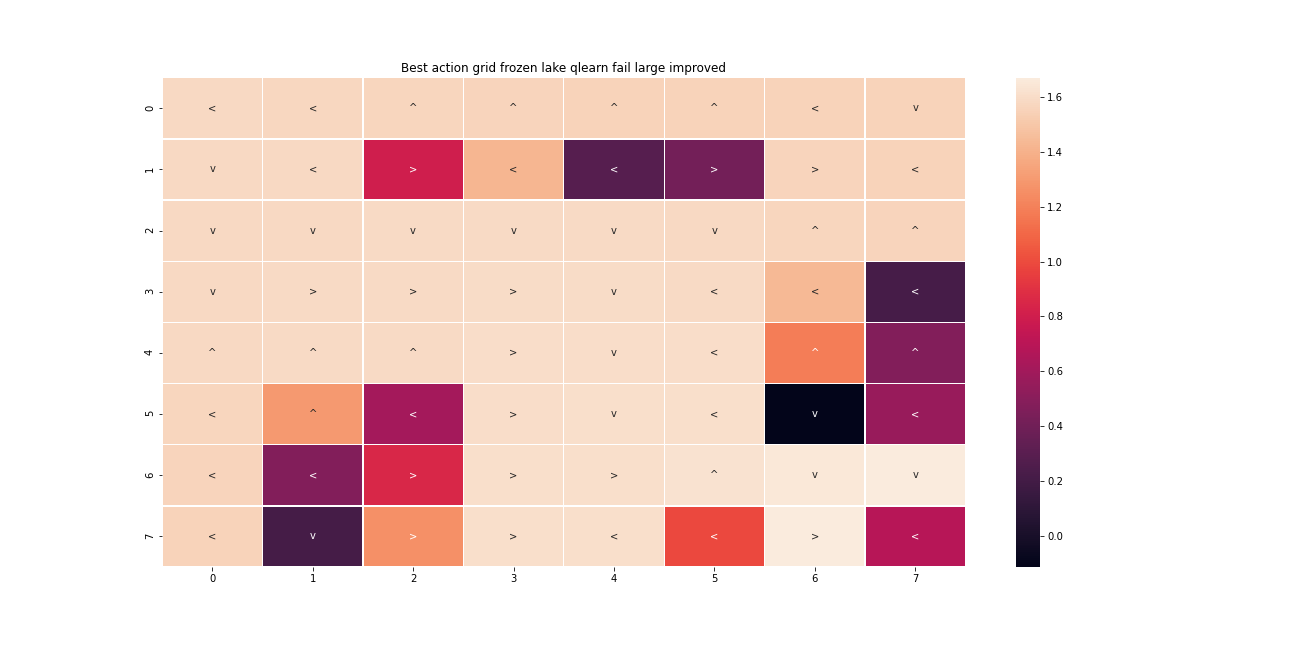 Best action grid frozen lake qlearn fail large improved
0 < < ^ ^ ^ ^ < v
1 v < > < < > > <
2 v v v v v v ^ ^
3 v > > > v < < <
4 ^ ^ ^ > v < ^ ^
5 < ^ < > v < v <
6 < < > > > ^ v v
7 < v > > < < > <
0 1 2 3 4 5 6 7
1.6
1.4
1.2
1.0
0.8
0.6
0.4
0.2
0.0